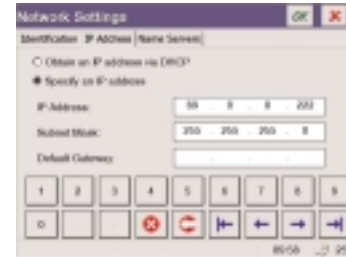 Network Settings OK
Identification IP Address Name Servers
Obtain an IP address via DHCP
Specify an IP address
IP Address:
Subnet Mask: 255 . 255 . 255 . 0
Default Gateway:
1 2 3 4 5 6 7 8 9
0